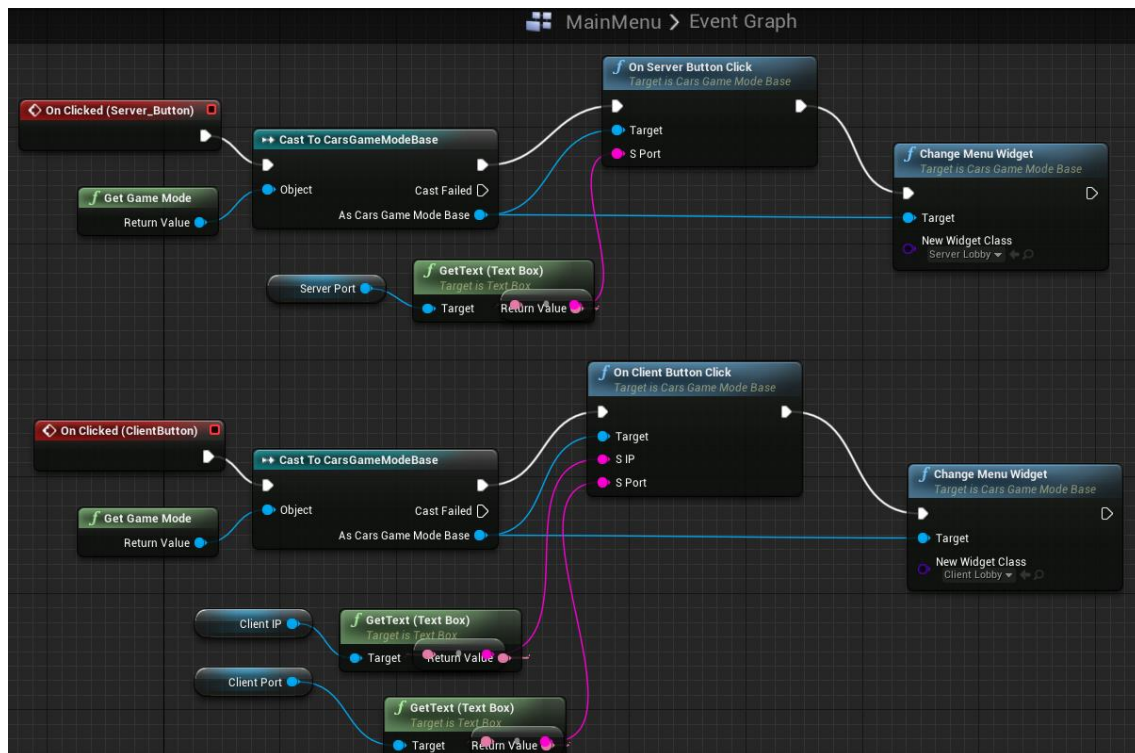 MainMenu > Event Graph
On Server Button Click
Target is Cars Game Mode Base
Target
S Port
On Clicked (Server_Button)
Cast To CarsGameModeBase
Object
Cast Failed
As Cars Game Mode Base
Get Game Mode
Return Value
Change Menu Widget
Target is Cars Game Mode Base
Target
New Widget Class
Server Lobby
Server Port
GetText (Text Box)
Target is Text Box
Target
Return Value
On Client Button Click
Target is Cars Game Mode Base
Target
S IP
S Port
On Clicked (ClientButton)
Cast To CarsGameModeBase
Object
Cast Failed
As Cars Game Mode Base
Get Game Mode
Return Value
Change Menu Widget
Target is Cars Game Mode Base
Target
New Widget Class
Client Lobby
Client IP
GetText (Text Box)
Target is Text Box
Target
Return Value
Client Port
GetText (Text Box)
Target is Text Box
Target
Return Value